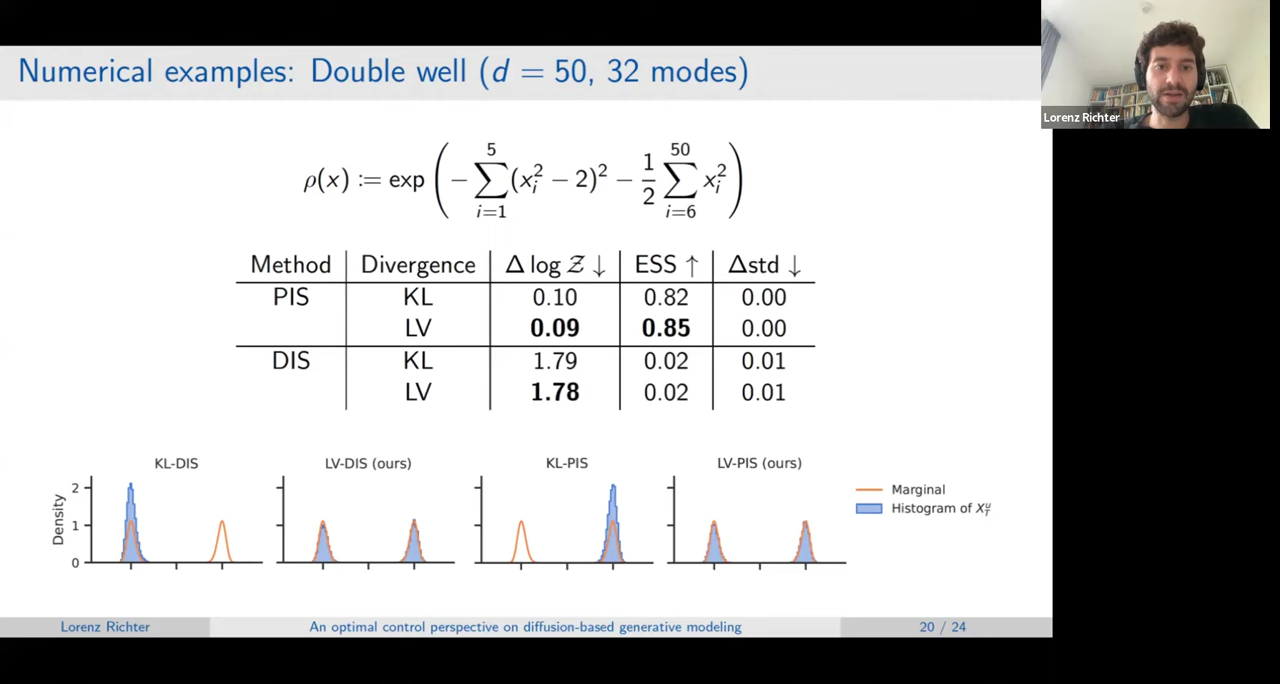 Numerical examples: Double well (d = 50, 32 modes)
Lorenz Richter
ρ(x) := exp ( − ∑_{i=1}^{5} (x_i^2 − 2)^2 − 1/2 ∑_{i=6}^{50} x_i^2 )
Method Divergence Δ log Z ↓ ESS ↑ Δstd ↓
PIS KL 0.10 0.82 0.00
LV 0.09 0.85 0.00
DIS KL 1.79 0.02 0.01
LV 1.78 0.02 0.01
KL-DIS LV-DIS (ours) KL-PIS LV-PIS (ours)
Density
2
1
0
Marginal
Histogram of X_T^u
Lorenz Richter An optimal control perspective on diffusion-based generative modeling 20 / 24